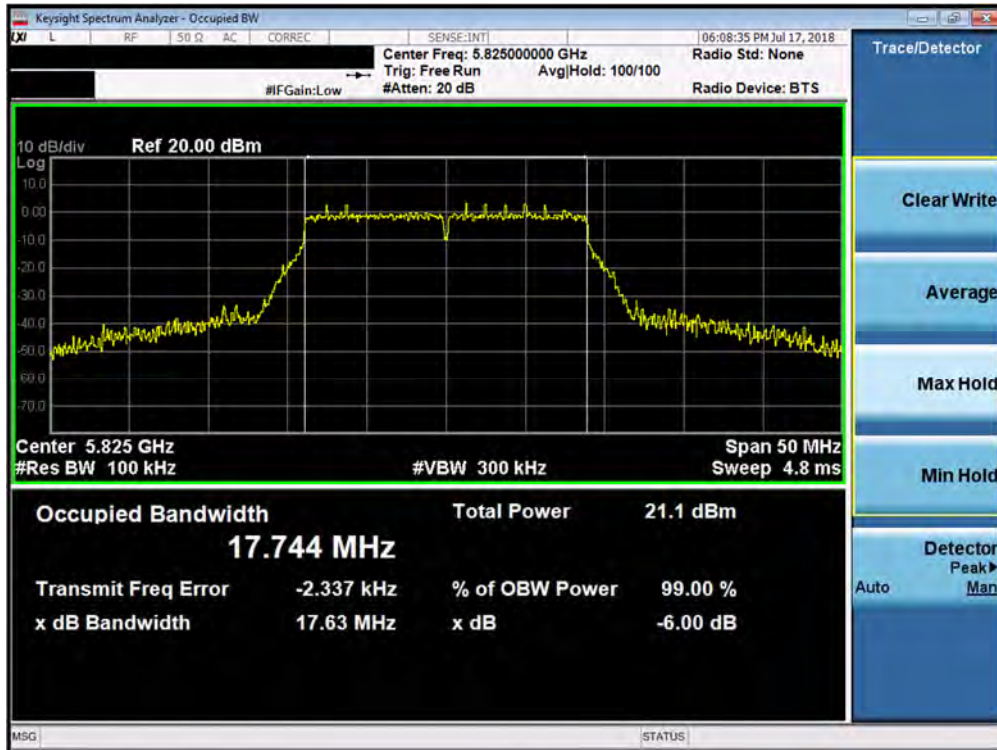 Keysight Spectrum Analyzer - Occupied BW
LXI L RF 50 Ω AC CORREC SENSE:INT 06:08:35 PM Jul 17, 2018
Center Freq: 5.825000000 GHz Radio Std: None
Trig: Free Run Avg|Hold: 100/100
#IFGain:Low #Atten: 20 dB Radio Device: BTS
Trace/Detector
10 dB/div Ref 20.00 dBm
Log
10.0
0.00
-10.0
-20.0
-30.0
-40.0
-50.0
-60.0
-70.0
Center 5.825 GHz Span 50 MHz
#Res BW 100 kHz #VBW 300 kHz Sweep 4.8 ms
Occupied Bandwidth Total Power 21.1 dBm
17.744 MHz
Transmit Freq Error -2.337 kHz % of OBW Power 99.00 %
x dB Bandwidth 17.63 MHz x dB -6.00 dB
Clear Write
Average
Max Hold
Min Hold
Detector
Peak▶
Auto Man
MSG STATUS